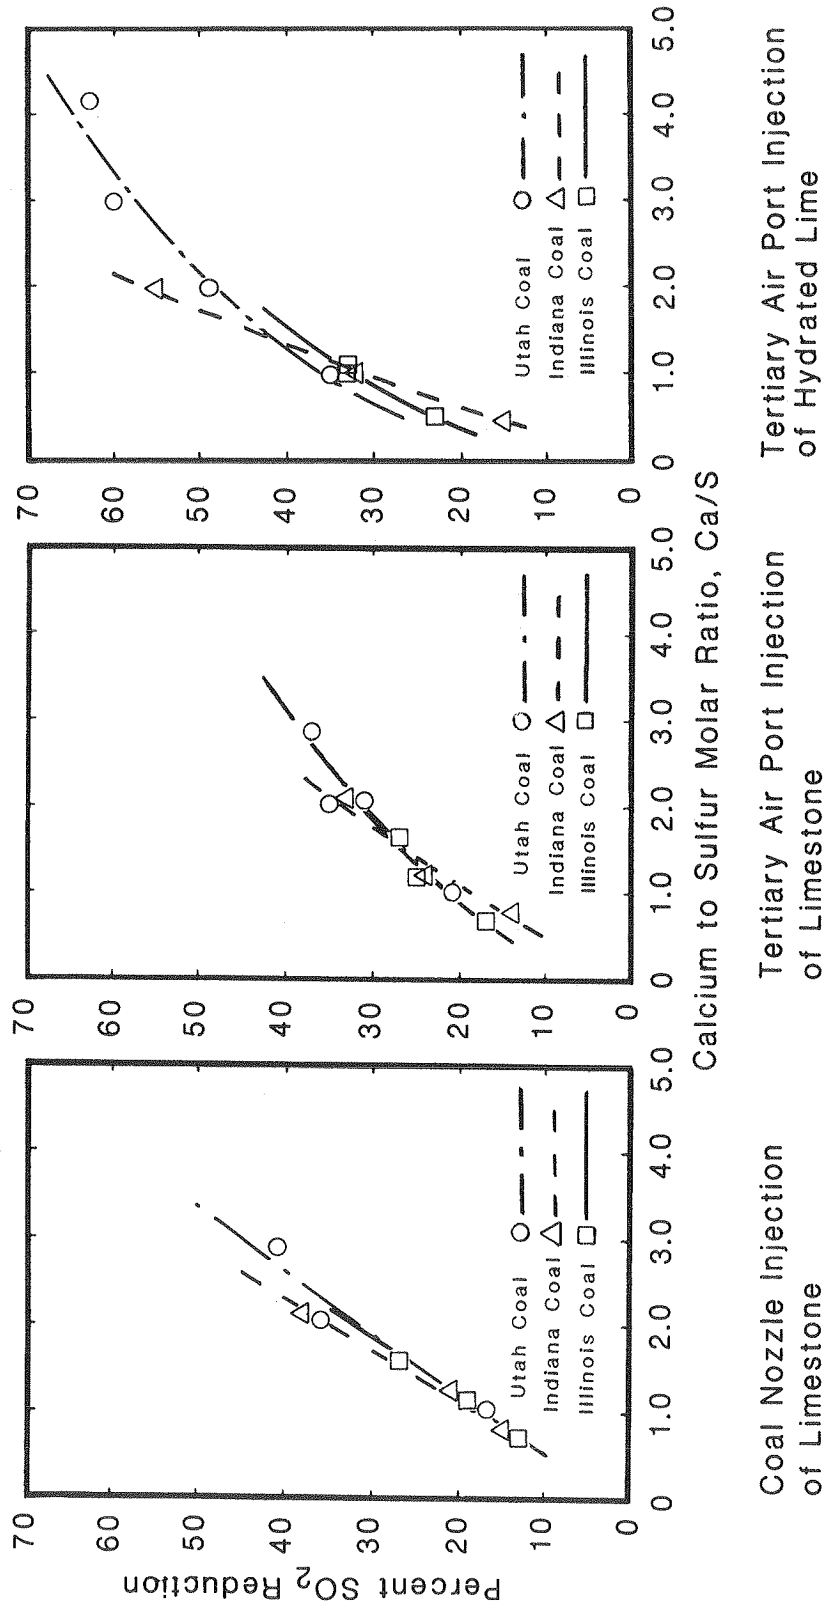 Percent SO2 Reduction
70
60
50
40
30
20
10
0
0
1.0
2.0
3.0
4.0
5.0
Utah Coal
Indiana Coal
Illinois Coal
Coal Nozzle Injection
of Limestone
70
60
50
40
30
20
10
0
0
1.0
2.0
3.0
4.0
5.0
Utah Coal
Indiana Coal
Illinois Coal
Calcium to Sulfur Molar Ratio, Ca/S
Tertiary Air Port Injection
of Limestone
70
60
50
40
30
20
10
0
0
1.0
2.0
3.0
4.0
5.0
Utah Coal
Indiana Coal
Illinois Coal
Tertiary Air Port Injection
of Hydrated Lime